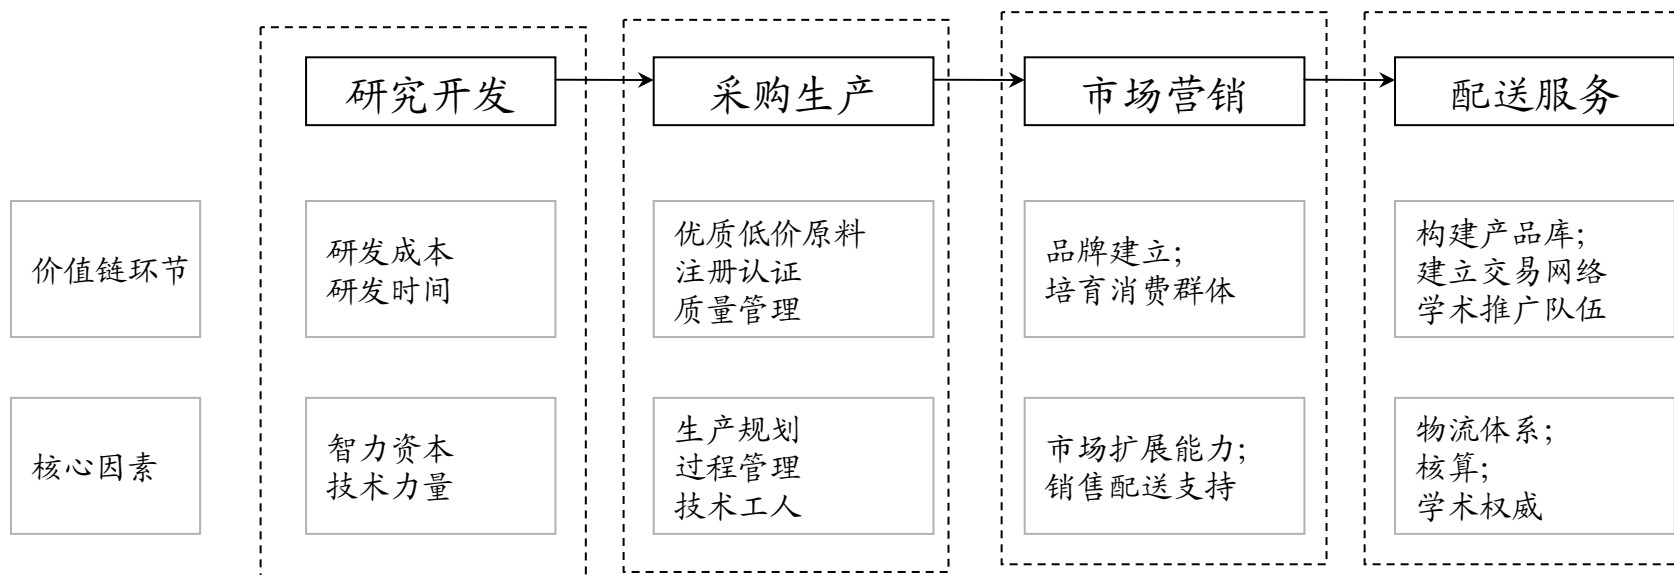 研究开发
采购生产
市场营销
配送服务
价值链环节
研发成本
研发时间
优质低价原料
注册认证
质量管理
品牌建立;
培育消费群体
构建产品库;
建立交易网络
学术推广队伍
核心因素
智力资本
技术力量
生产规划
过程管理
技术工人
市场扩展能力;
销售配送支持
物流体系;
核算;
学术权威